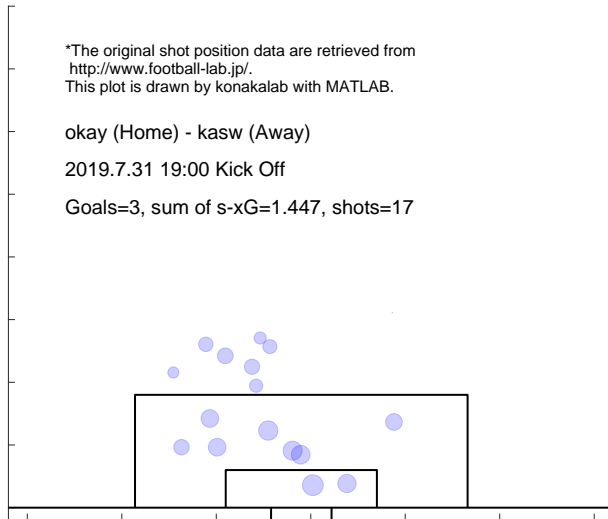 *The original shot position data are retrieved from
http://www.football-lab.jp/.
This plot is drawn by konakalab with MATLAB.
okay (Home) - kasw (Away)
2019.7.31 19:00 Kick Off
Goals=3, sum of s-xG=1.447, shots=17